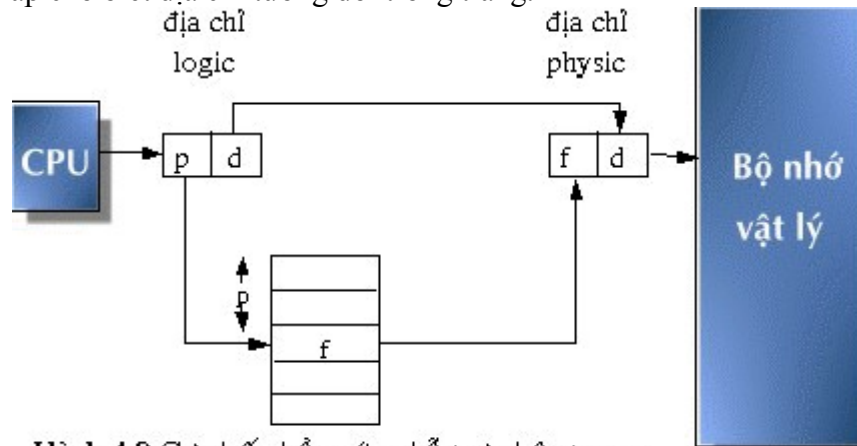 địa chỉ
logic
địa chỉ
physic
CPU
p d
f d
Bộ nhớ
vật lý
p
f